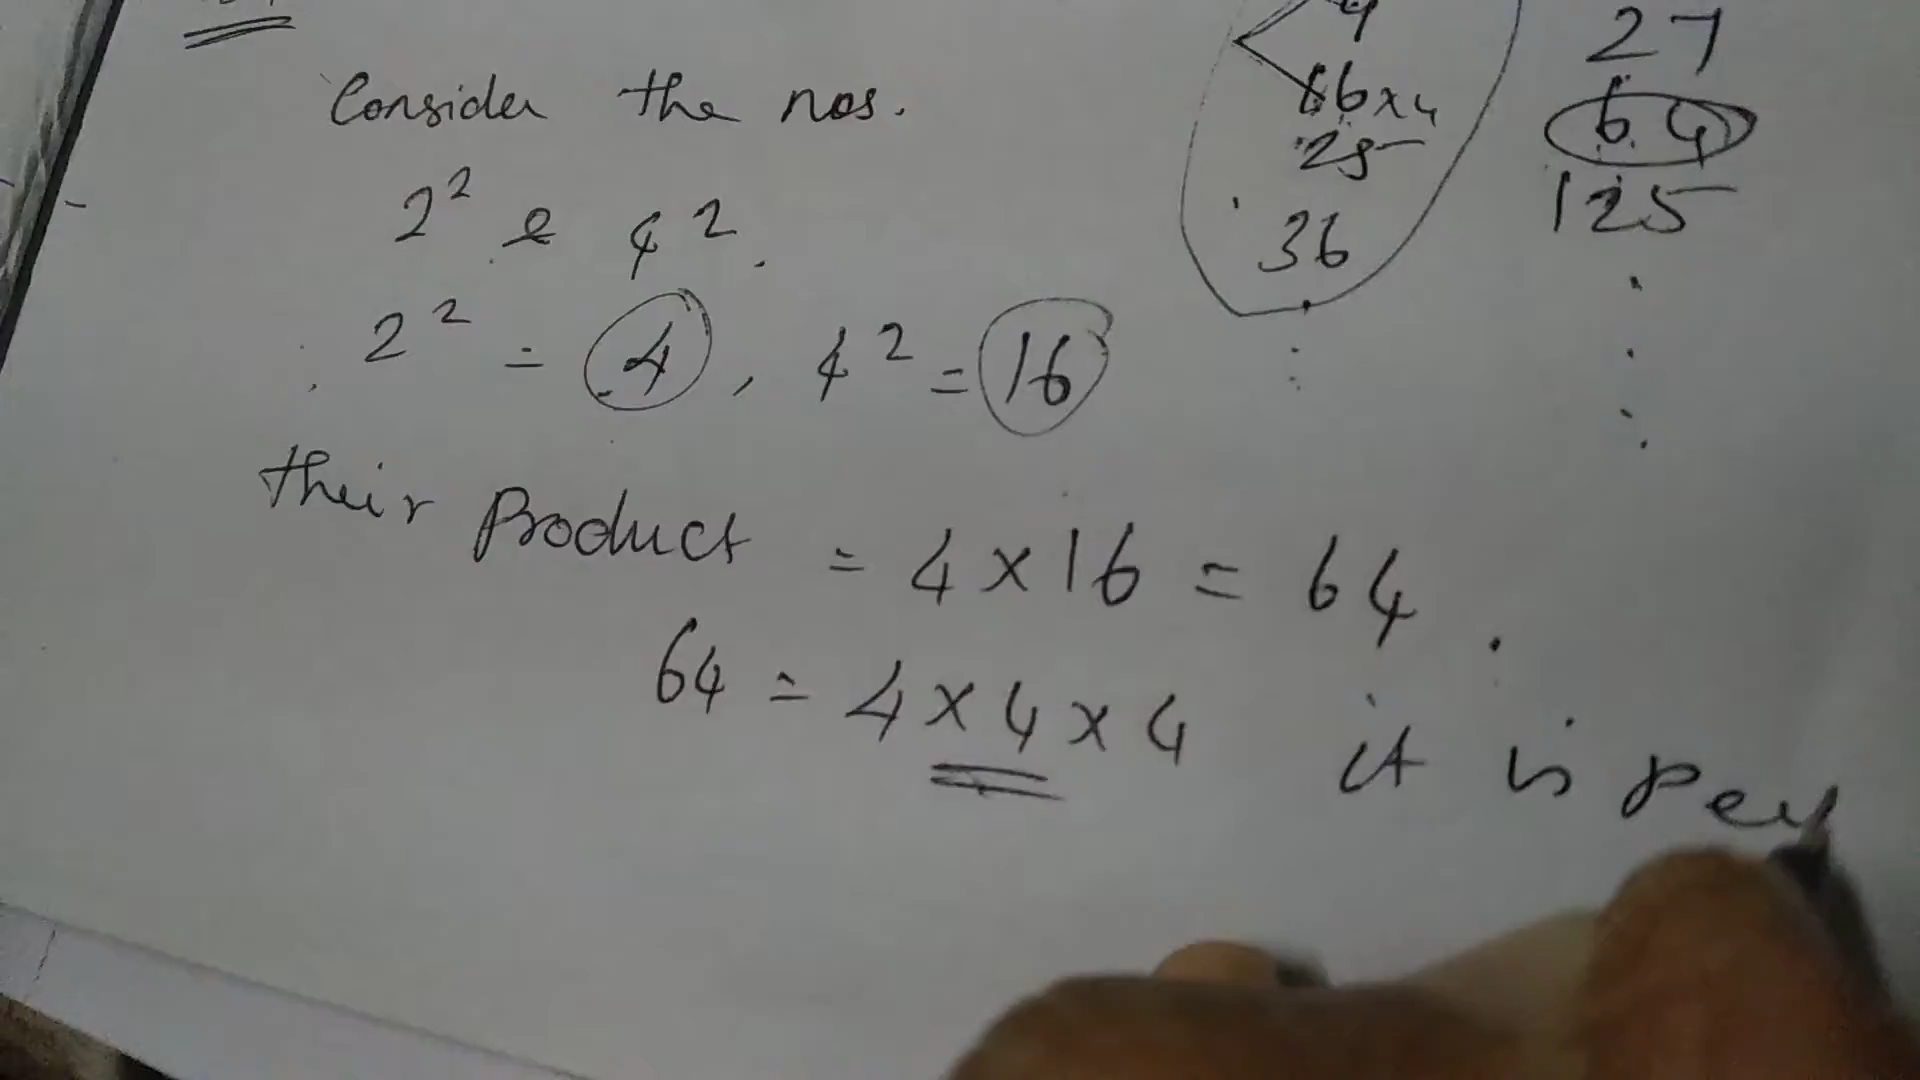 Consider the nos.
2² & 4².
2² = 4, 4² = 16
their Product = 4 × 16 = 64.
64 = 4 × 4 × 4 it is per
4
16 × 4
25
36
27
64
125